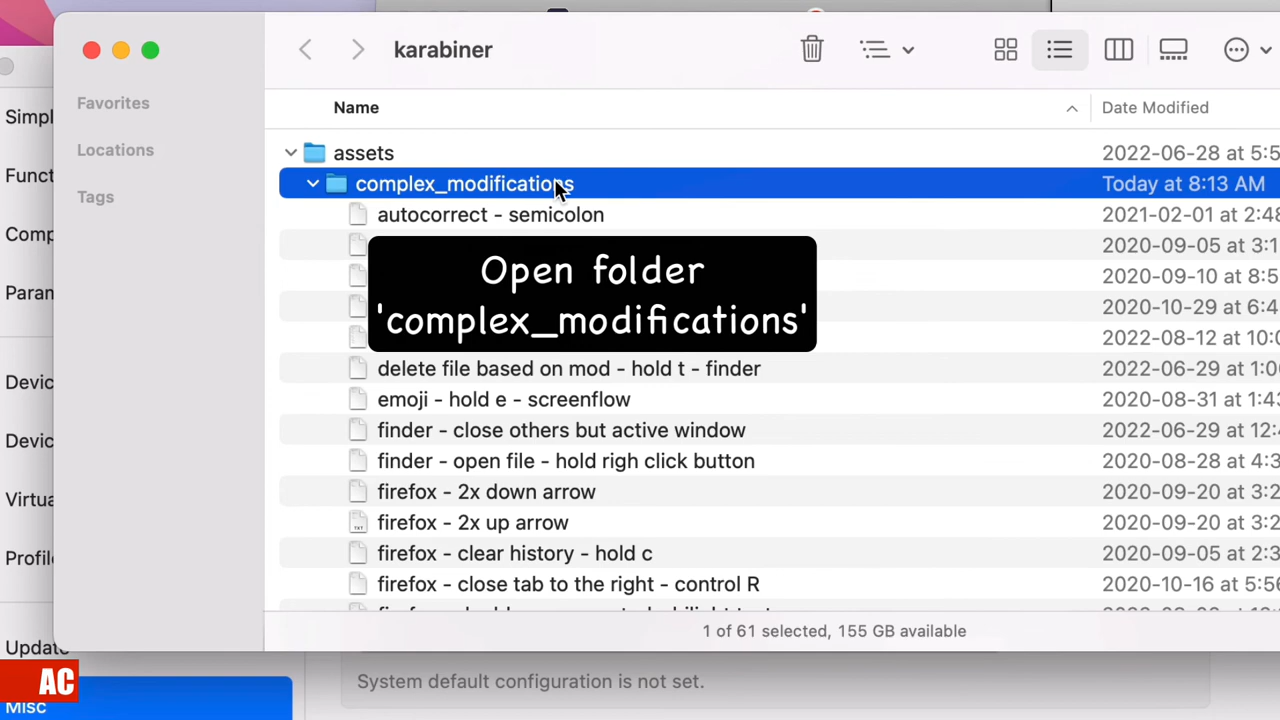 karabiner
Favorites
Locations
Tags
Name
Date Modified
assets
2022-06-28 at 5:5
complex_modifications
Today at 8:13 AM
autocorrect - semicolon
2021-02-01 at 2:48
2020-09-05 at 3:1
2020-09-10 at 8:5
2020-10-29 at 6:4
2022-08-12 at 10:0
Open folder
'complex_modifications'
delete file based on mod - hold t - finder
2022-06-29 at 1:0
emoji - hold e - screenflow
2020-08-31 at 1:43
finder - close others but active window
2022-06-29 at 12:
finder - open file - hold righ click button
2020-08-28 at 4:3
firefox - 2x down arrow
2020-09-20 at 3:2
firefox - 2x up arrow
2020-09-20 at 3:2
firefox - clear history - hold c
2020-09-05 at 2:3
firefox - close tab to the right - control R
2020-10-16 at 5:56
1 of 61 selected, 155 GB available
Simpl
Funct
Comp
Param
Devic
Devic
Virtua
Profile
Update
AC
Misc
System default configuration is not set.